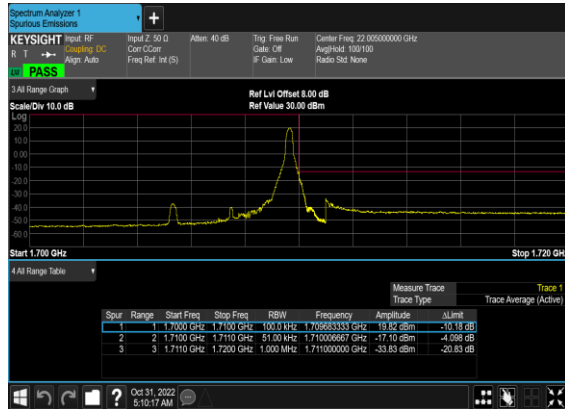 Spectrum Analyzer 1
Spurious Emissions
KEYSIGHT Input: RF Input Z: 50 Ω Atten: 40 dB Trig: Free Run Center Freq: 22.005000000 GHz
R T Coupling: DC Corr CCorr Gate: Off Avg|Hold: 100/100
Align: Auto Freq Ref: Int (S) IF Gain: Low Radio Std: None
PASS
3 All Range Graph Ref Lvl Offset 8.00 dB
Scale/Div 10.0 dB Ref Value 30.00 dBm
Log
20.0
10.0
0.00
-10.0
-20.0
-30.0
-40.0
-50.0
-60.0
Start 1.700 GHz Stop 1.720 GH
4 All Range Table
Measure Trace Trace 1
Trace Type Trace Average (Active)
Spur Range Start Freq Stop Freq RBW Frequency Amplitude ΔLimit
1 1 1.7000 GHz 1.7100 GHz 100.0 kHz 1.709683333 GHz 19.82 dBm -10.18 dB
2 2 1.7100 GHz 1.7110 GHz 51.00 kHz 1.710006667 GHz -17.10 dBm -4.098 dB
3 3 1.7110 GHz 1.7200 GHz 1.000 MHz 1.711000000 GHz -33.83 dBm -20.83 dB
? Oct 31, 2022
5:10:17 AM